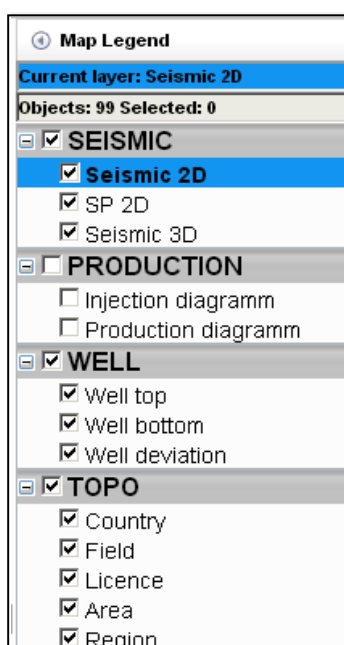 Map Legend
Current layer: Seismic 2D
Objects: 99 Selected: 0
SEISMIC
Seismic 2D
SP 2D
Seismic 3D
PRODUCTION
Injection diagramm
Production diagramm
WELL
Well top
Well bottom
Well deviation
TOPO
Country
Field
Licence
Area
Region